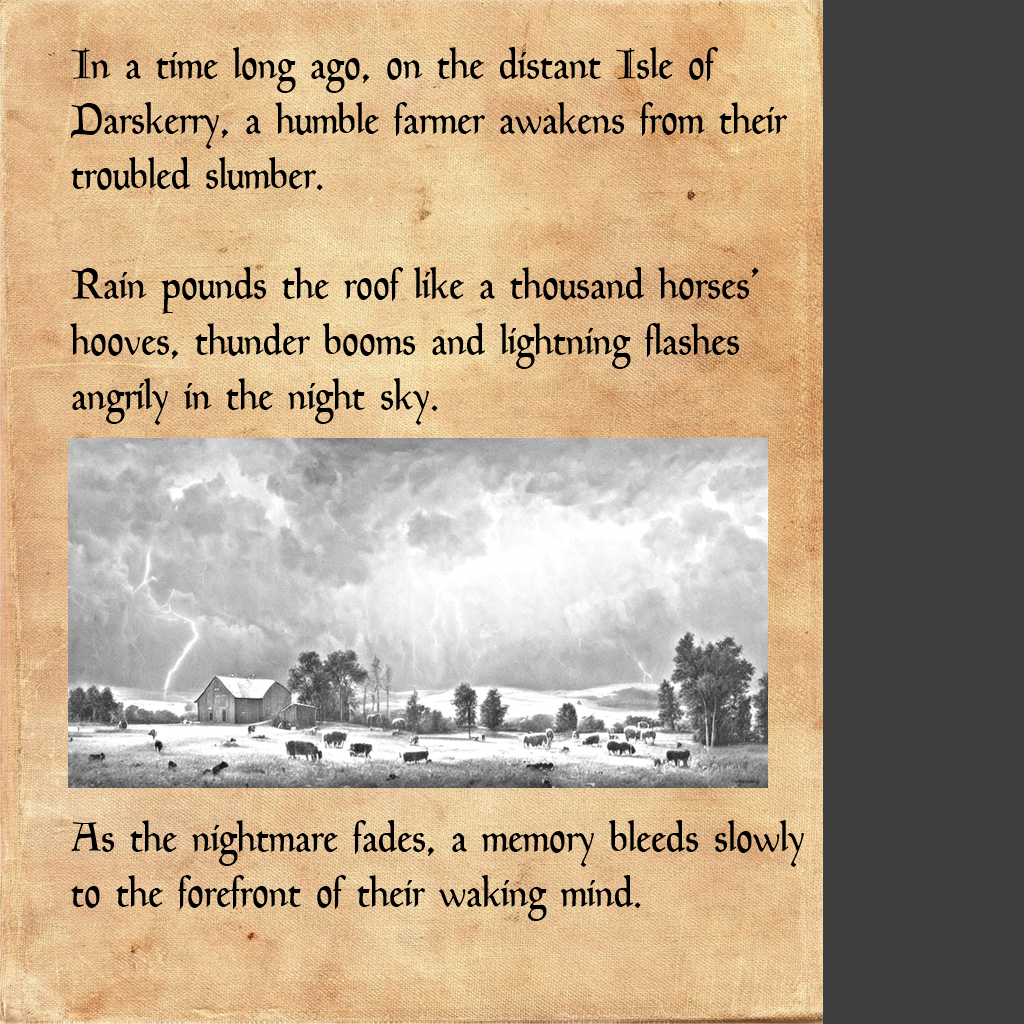 In a time long ago, on the distant Isle of
Darskerry, a humble farmer awakens from their
troubled slumber.
Rain pounds the roof like a thousand horses'
hooves, thunder booms and lightning flashes
angrily in the night sky.
As the nightmare fades, a memory bleeds slowly
to the forefront of their waking mind.